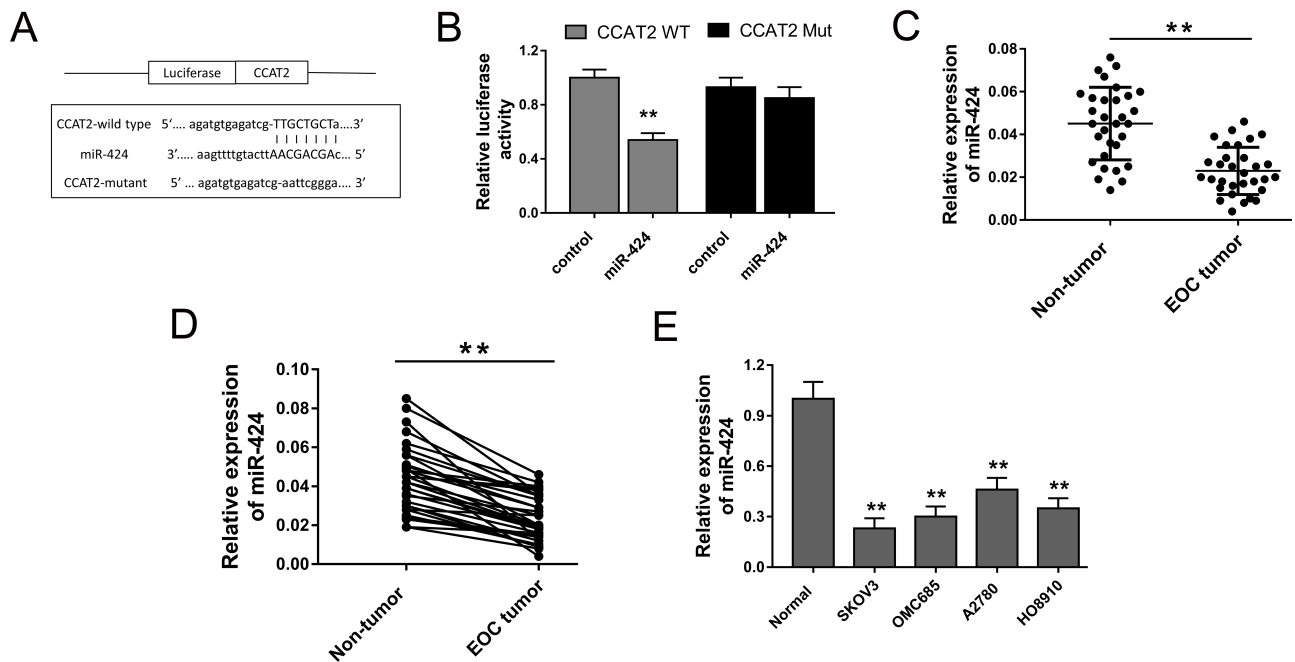 A
Luciferase CCAT2
CCAT2-wild type 5‘.... agatgtgagatcg-TTGCTGCTa....3’
miR-424 3’..... aagttttgtacttAACGACGAc... 5’
CCAT2-mutant 5’ ... agatgtgagatcg-aattcggga.... 3’
B
CCAT2 WT CCAT2 Mut
Relative luciferase
activity
1.2
0.8
0.4
0.0
**
control
miR-424
control
miR-424
C
**
Relative expression
of miR-424
0.08
0.06
0.04
0.02
0.00
Non-tumor
EOC tumor
D
**
Relative expression
of miR-424
0.10
0.08
0.06
0.04
0.02
0.00
Non-tumor
EOC tumor
E
Relative expression
of miR-424
1.2
0.9
0.6
0.3
0.0
** ** ** **
Normal
SKOV3
OMC685
A2780
HO8910